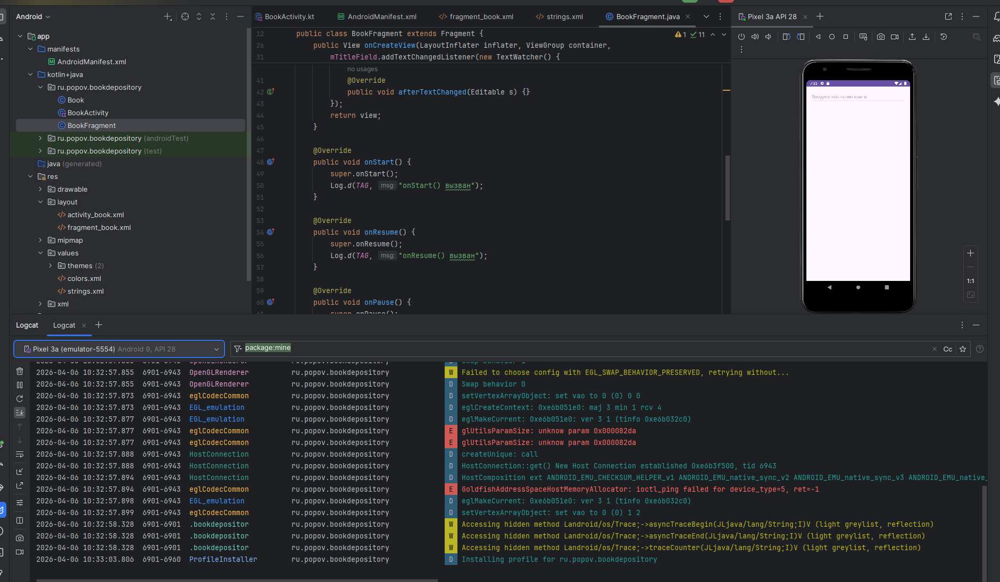 Android
BookActivity.kt
AndroidManifest.xml
fragment_book.xml
strings.xml
BookFragment.java
Pixel 3a API 28
app
manifests
AndroidManifest.xml
kotlin+java
ru.popov.bookdepository
Book
BookActivity
BookFragment
ru.popov.bookdepository (androidTest)
ru.popov.bookdepository (test)
java (generated)
res
drawable
layout
activity_book.xml
fragment_book.xml
mipmap
values
themes (2)
colors.xml
strings.xml
xml
12 public class BookFragment extends Fragment {
1 11
26 public View onCreateView(LayoutInflater inflater, ViewGroup container,
31 mTitleField.addTextChangedListener(new TextWatcher() {
no usages
41 @Override
42 public void afterTextChanged(Editable s) {}
43 });
44 return view;
45 }
46
47 @Override
48 public void onStart() {
49 super.onStart();
50 Log.d(TAG, msg: "onStart() вызван");
51 }
52
53 @Override
54 public void onResume() {
55 super.onResume();
56 Log.d(TAG, msg: "onResume() вызван");
57 }
58
59 @Override
60 public void onPause() {
61 super.onPause();
7:33
Введите название книги
1:1
Logcat
Logcat
Pixel 3a (emulator-5554) Android 9, API 28
package:mine
Cc
OpenGLRenderer ru.popov.bookdepository D Swap behavior 1
2026-04-06 10:32:57.855 6901-6943 OpenGLRenderer ru.popov.bookdepository W Failed to choose config with EGL_SWAP_BEHAVIOR_PRESERVED, retrying without...
2026-04-06 10:32:57.855 6901-6943 OpenGLRenderer ru.popov.bookdepository D Swap behavior 0
2026-04-06 10:32:57.873 6901-6943 eglCodecCommon ru.popov.bookdepository D setVertexArrayObject: set vao to 0 (0) 0 0
2026-04-06 10:32:57.873 6901-6943 EGL_emulation ru.popov.bookdepository D eglCreateContext: 0xe6b051e0: maj 3 min 1 rcv 4
2026-04-06 10:32:57.877 6901-6943 EGL_emulation ru.popov.bookdepository D eglMakeCurrent: 0xe6b051e0: ver 3 1 (tinfo 0xe6b032c0)
2026-04-06 10:32:57.877 6901-6943 eglCodecCommon ru.popov.bookdepository E glUtilsParamSize: unknow param 0x000082da
2026-04-06 10:32:57.877 6901-6943 eglCodecCommon ru.popov.bookdepository E glUtilsParamSize: unknow param 0x000082da
2026-04-06 10:32:57.888 6901-6943 HostConnection ru.popov.bookdepository D createUnique: call
2026-04-06 10:32:57.888 6901-6943 HostConnection ru.popov.bookdepository D HostConnection::get() New Host Connection established 0xe6b3f500, tid 6943
2026-04-06 10:32:57.894 6901-6943 HostConnection ru.popov.bookdepository D HostComposition ext ANDROID_EMU_CHECKSUM_HELPER_v1 ANDROID_EMU_native_sync_v2 ANDROID_EMU_native_sync_v3 ANDROID_EMU_native_
2026-04-06 10:32:57.894 6901-6943 eglCodecCommon ru.popov.bookdepository E GoldfishAddressSpaceHostMemoryAllocator: ioctl_ping failed for device_type=5, ret=-1
2026-04-06 10:32:57.898 6901-6943 EGL_emulation ru.popov.bookdepository D eglMakeCurrent: 0xe6b051e0: ver 3 1 (tinfo 0xe6b032c0)
2026-04-06 10:32:57.899 6901-6943 eglCodecCommon ru.popov.bookdepository D setVertexArrayObject: set vao to 0 (0) 1 2
2026-04-06 10:32:58.328 6901-6901 .bookdepositor ru.popov.bookdepository W Accessing hidden method Landroid/os/Trace;->asyncTraceBegin(JLjava/lang/String;I)V (light greylist, reflection)
2026-04-06 10:32:58.328 6901-6901 .bookdepositor ru.popov.bookdepository W Accessing hidden method Landroid/os/Trace;->asyncTraceEnd(JLjava/lang/String;I)V (light greylist, reflection)
2026-04-06 10:32:58.328 6901-6901 .bookdepositor ru.popov.bookdepository W Accessing hidden method Landroid/os/Trace;->traceCounter(JLjava/lang/String;I)V (light greylist, reflection)
2026-04-06 10:33:03.806 6901-6960 ProfileInstaller ru.popov.bookdepository D Installing profile for ru.popov.bookdepository